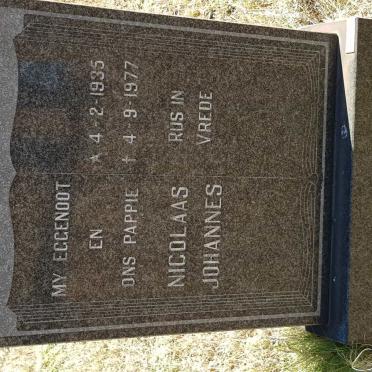 MY EGGENOOT
EN
ONS PAPPIE
NICOLAAS
JOHANNES
★ 4-2-1935
† 4-9-1977
RUS IN
VREDE